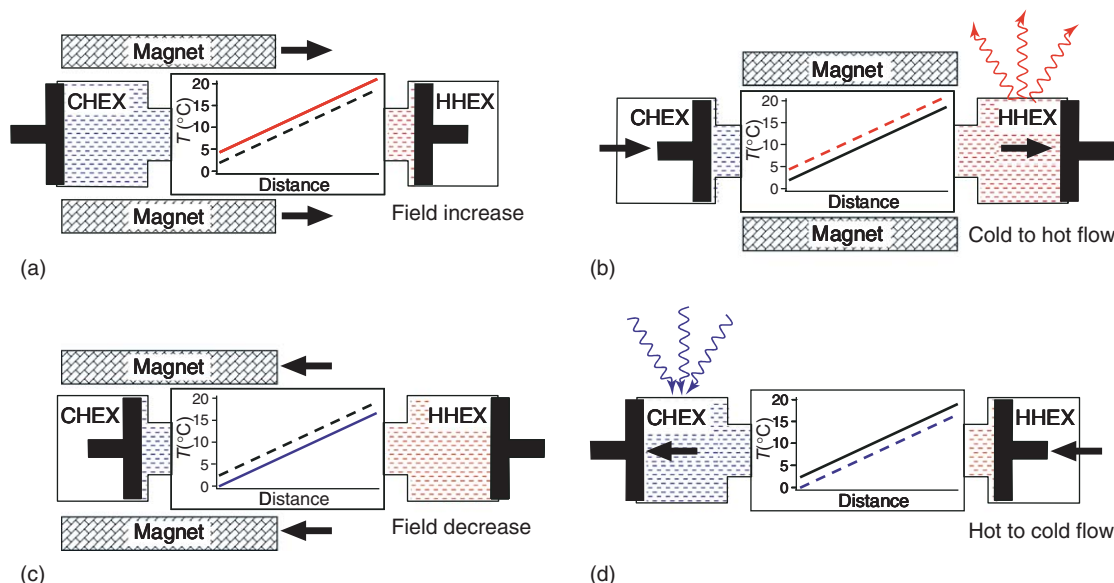 Magnet
CHEX
HHEX
T (°C)
20
15
10
5
0
Distance
Magnet
Field increase
(a)
Magnet
CHEX
HHEX
T(°C)
20
15
10
5
0
Distance
Magnet
Cold to hot flow
(b)
Magnet
CHEX
HHEX
T(°C)
20
15
10
5
0
Distance
Magnet
Field decrease
(c)
CHEX
HHEX
T(°C)
20
15
10
5
0
Distance
Hot to cold flow
(d)